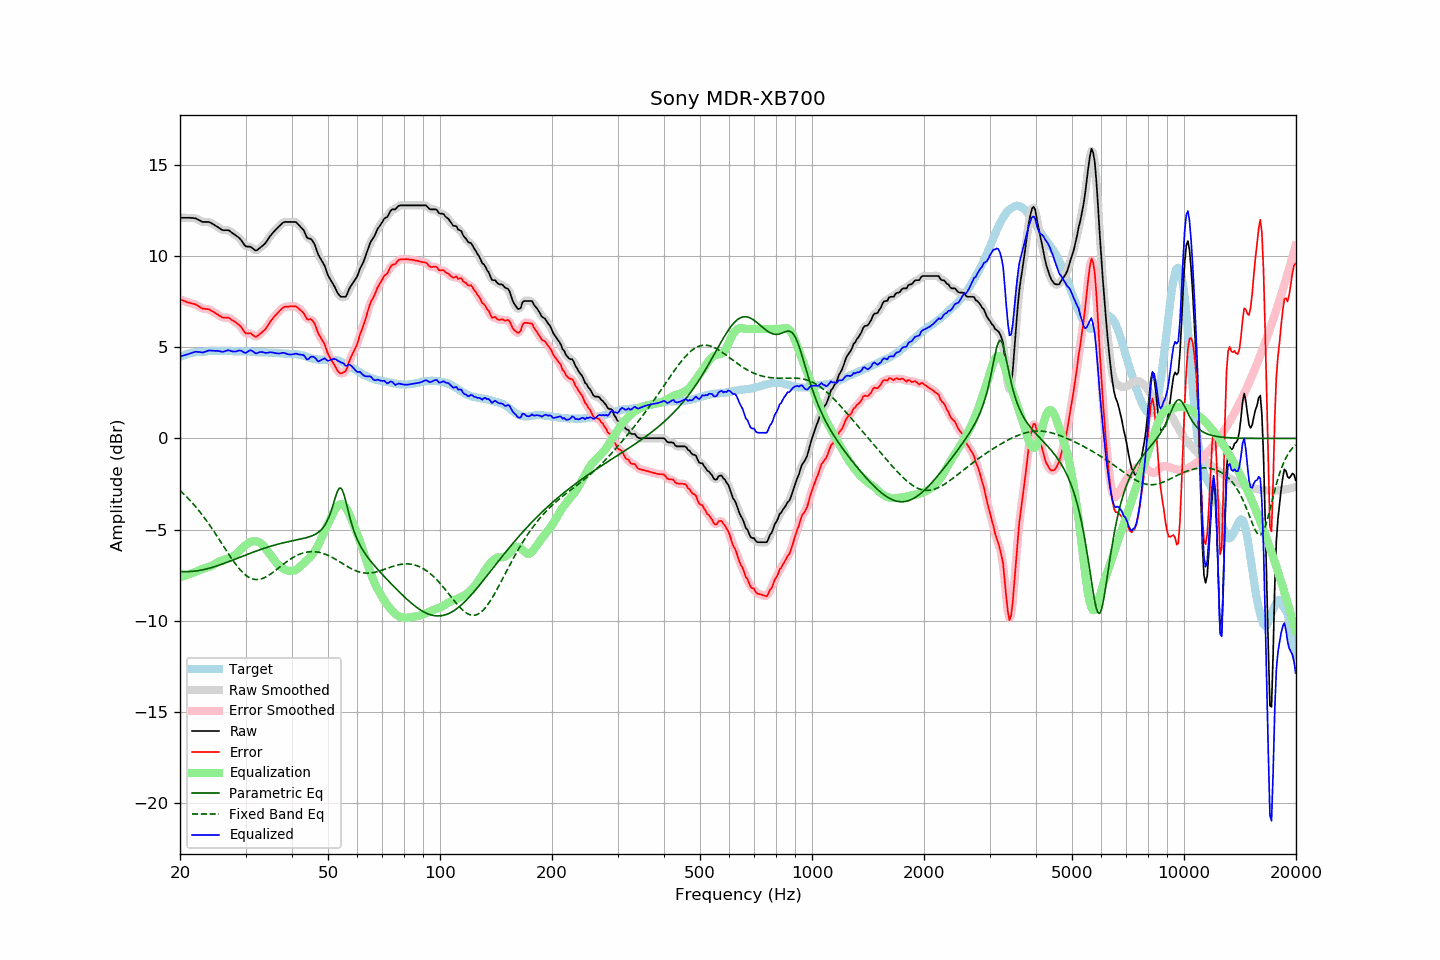 Sony MDR-XB700
Amplitude (dBr)
15
10
5
0
−5
−10
−15
−20
Target
Raw Smoothed
Error Smoothed
Raw
Error
Equalization
Parametric Eq
Fixed Band Eq
Equalized
20 50 100 200 500 1000 2000 5000 10000 20000
Frequency (Hz)